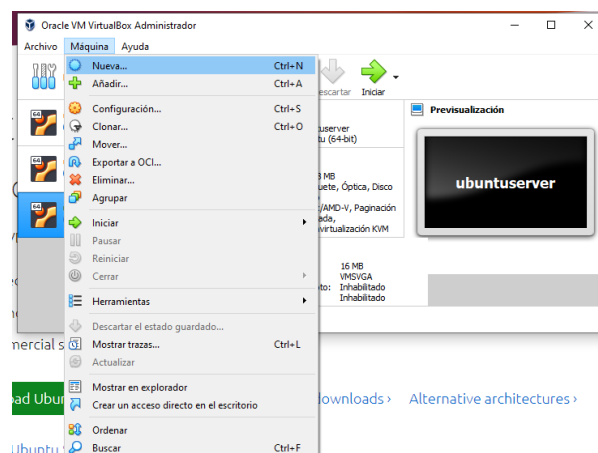 Oracle VM VirtualBox Administrador
Archivo Máquina Ayuda
Nueva... Ctrl+N
Añadir... Ctrl+A
Configuración... Ctrl+S
Clonar... Ctrl+O
Mover...
Exportar a OCI...
Eliminar...
Agrupar
Iniciar
Pausar
Reiniciar
Cerrar
Herramientas
Descartar el estado guardado...
Mostrar trazas... Ctrl+L
Actualizar
Mostrar en explorador
Crear un acceso directo en el escritorio
Ordenar
Buscar Ctrl+F
64
64
64
escartar Iniciar
userver
tu (64-bit)
MB
uete, Óptica, Disco
/AMD-V, Paginación
ada,
virtualización KVM
16 MB
VMSVGA
to: Inhabilitado
Inhabilitado
Previsualización
ubuntuserver
mercial s
ad Ubu
ownloads › Alternative architectures ›
Ubuntu